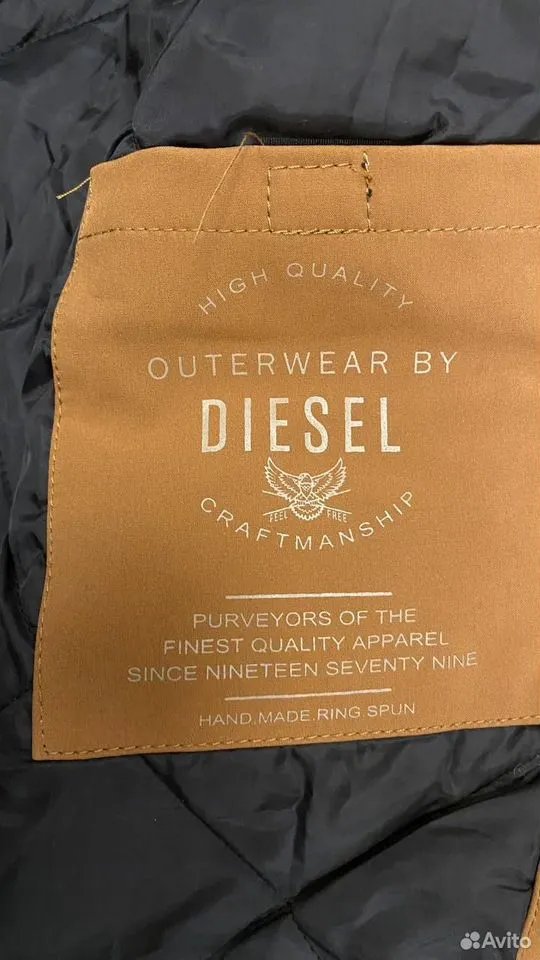 HIGH QUALITY
OUTERWEAR BY
DIESEL
FEEL FREE
CRAFTMANSHIP
PURVEYORS OF THE
FINEST QUALITY APPAREL
SINCE NINETEEN SEVENTY NINE
HAND.MADE.RING.SPUN
Avito